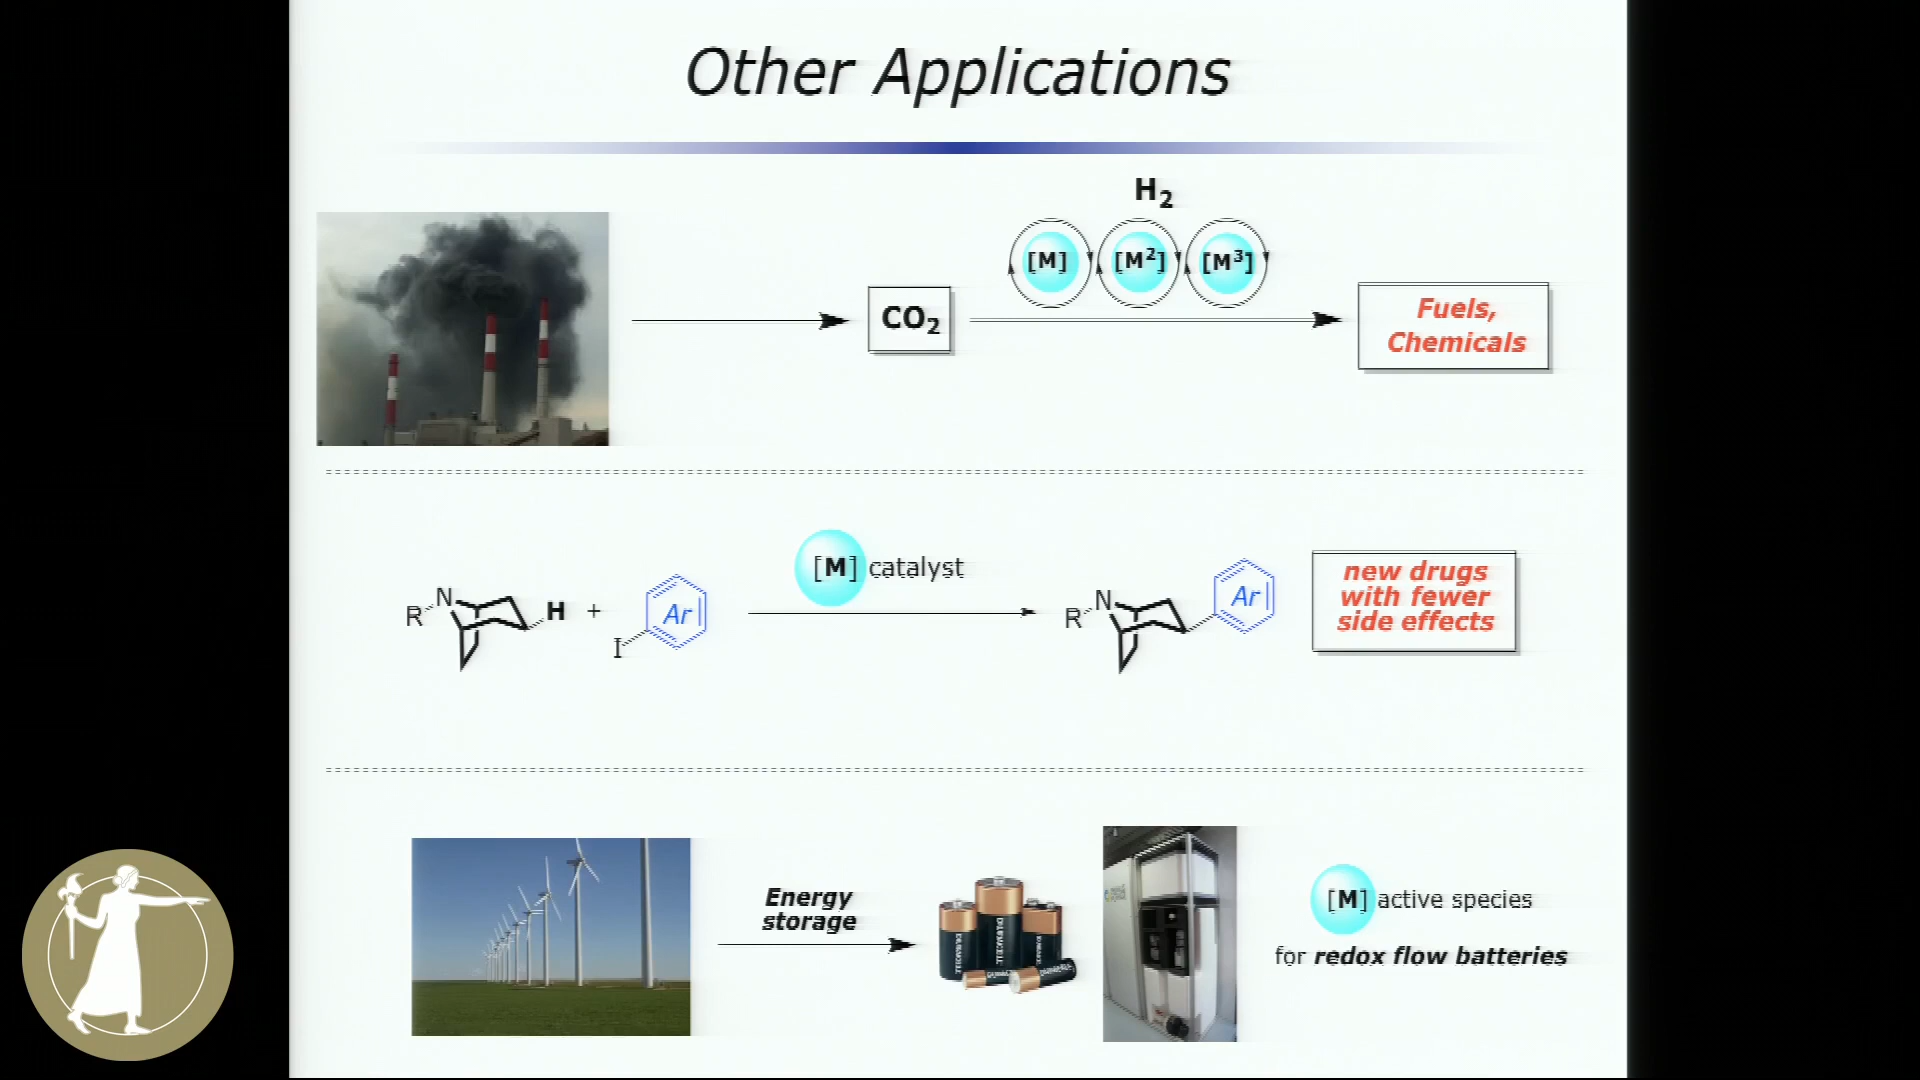 Other Applications
H2
[M] [M2] [M3]
CO2
Fuels,
Chemicals
[M] catalyst
R N H + I Ar
R N Ar
new drugs
with fewer
side effects
Energy
storage
DURACELL
[M] active species
for redox flow batteries